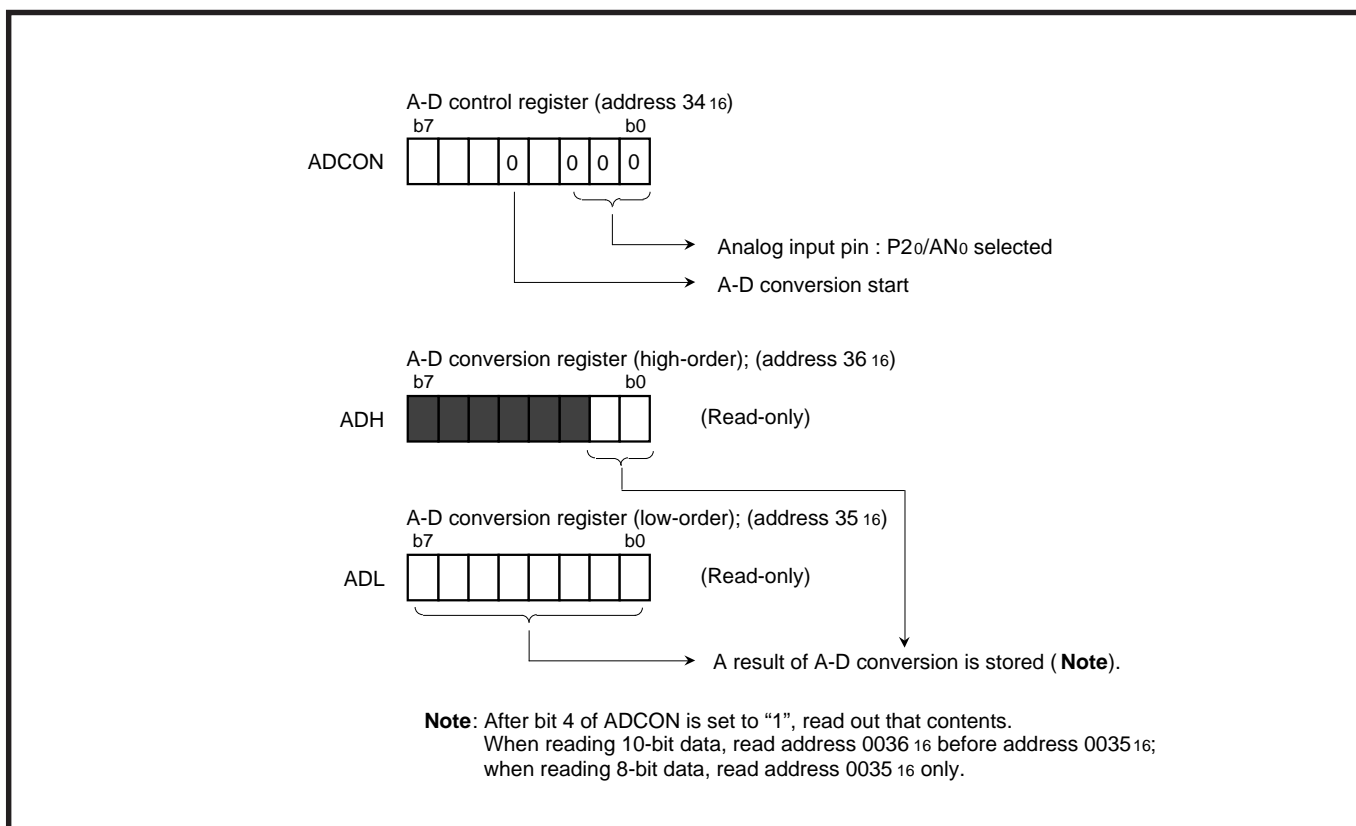 A-D control register (address 34 16)
b7 b0
ADCON 0 0 0 0
Analog input pin : P20/AN0 selected
A-D conversion start
A-D conversion register (high-order); (address 36 16)
b7 b0
ADH (Read-only)
A-D conversion register (low-order); (address 35 16)
b7 b0
ADL (Read-only)
A result of A-D conversion is stored ( Note).
Note: After bit 4 of ADCON is set to “1”, read out that contents.
When reading 10-bit data, read address 0036 16 before address 0035 16;
when reading 8-bit data, read address 0035 16 only.